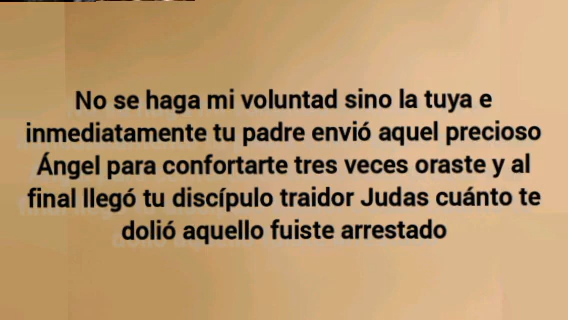 No se haga mi voluntad sino la tuya e
inmediatamente tu padre envió aquel precioso
Ángel para confortarte tres veces oraste y al
final llegó tu discípulo traidor Judas cuánto te
dolió aquello fuiste arrestado